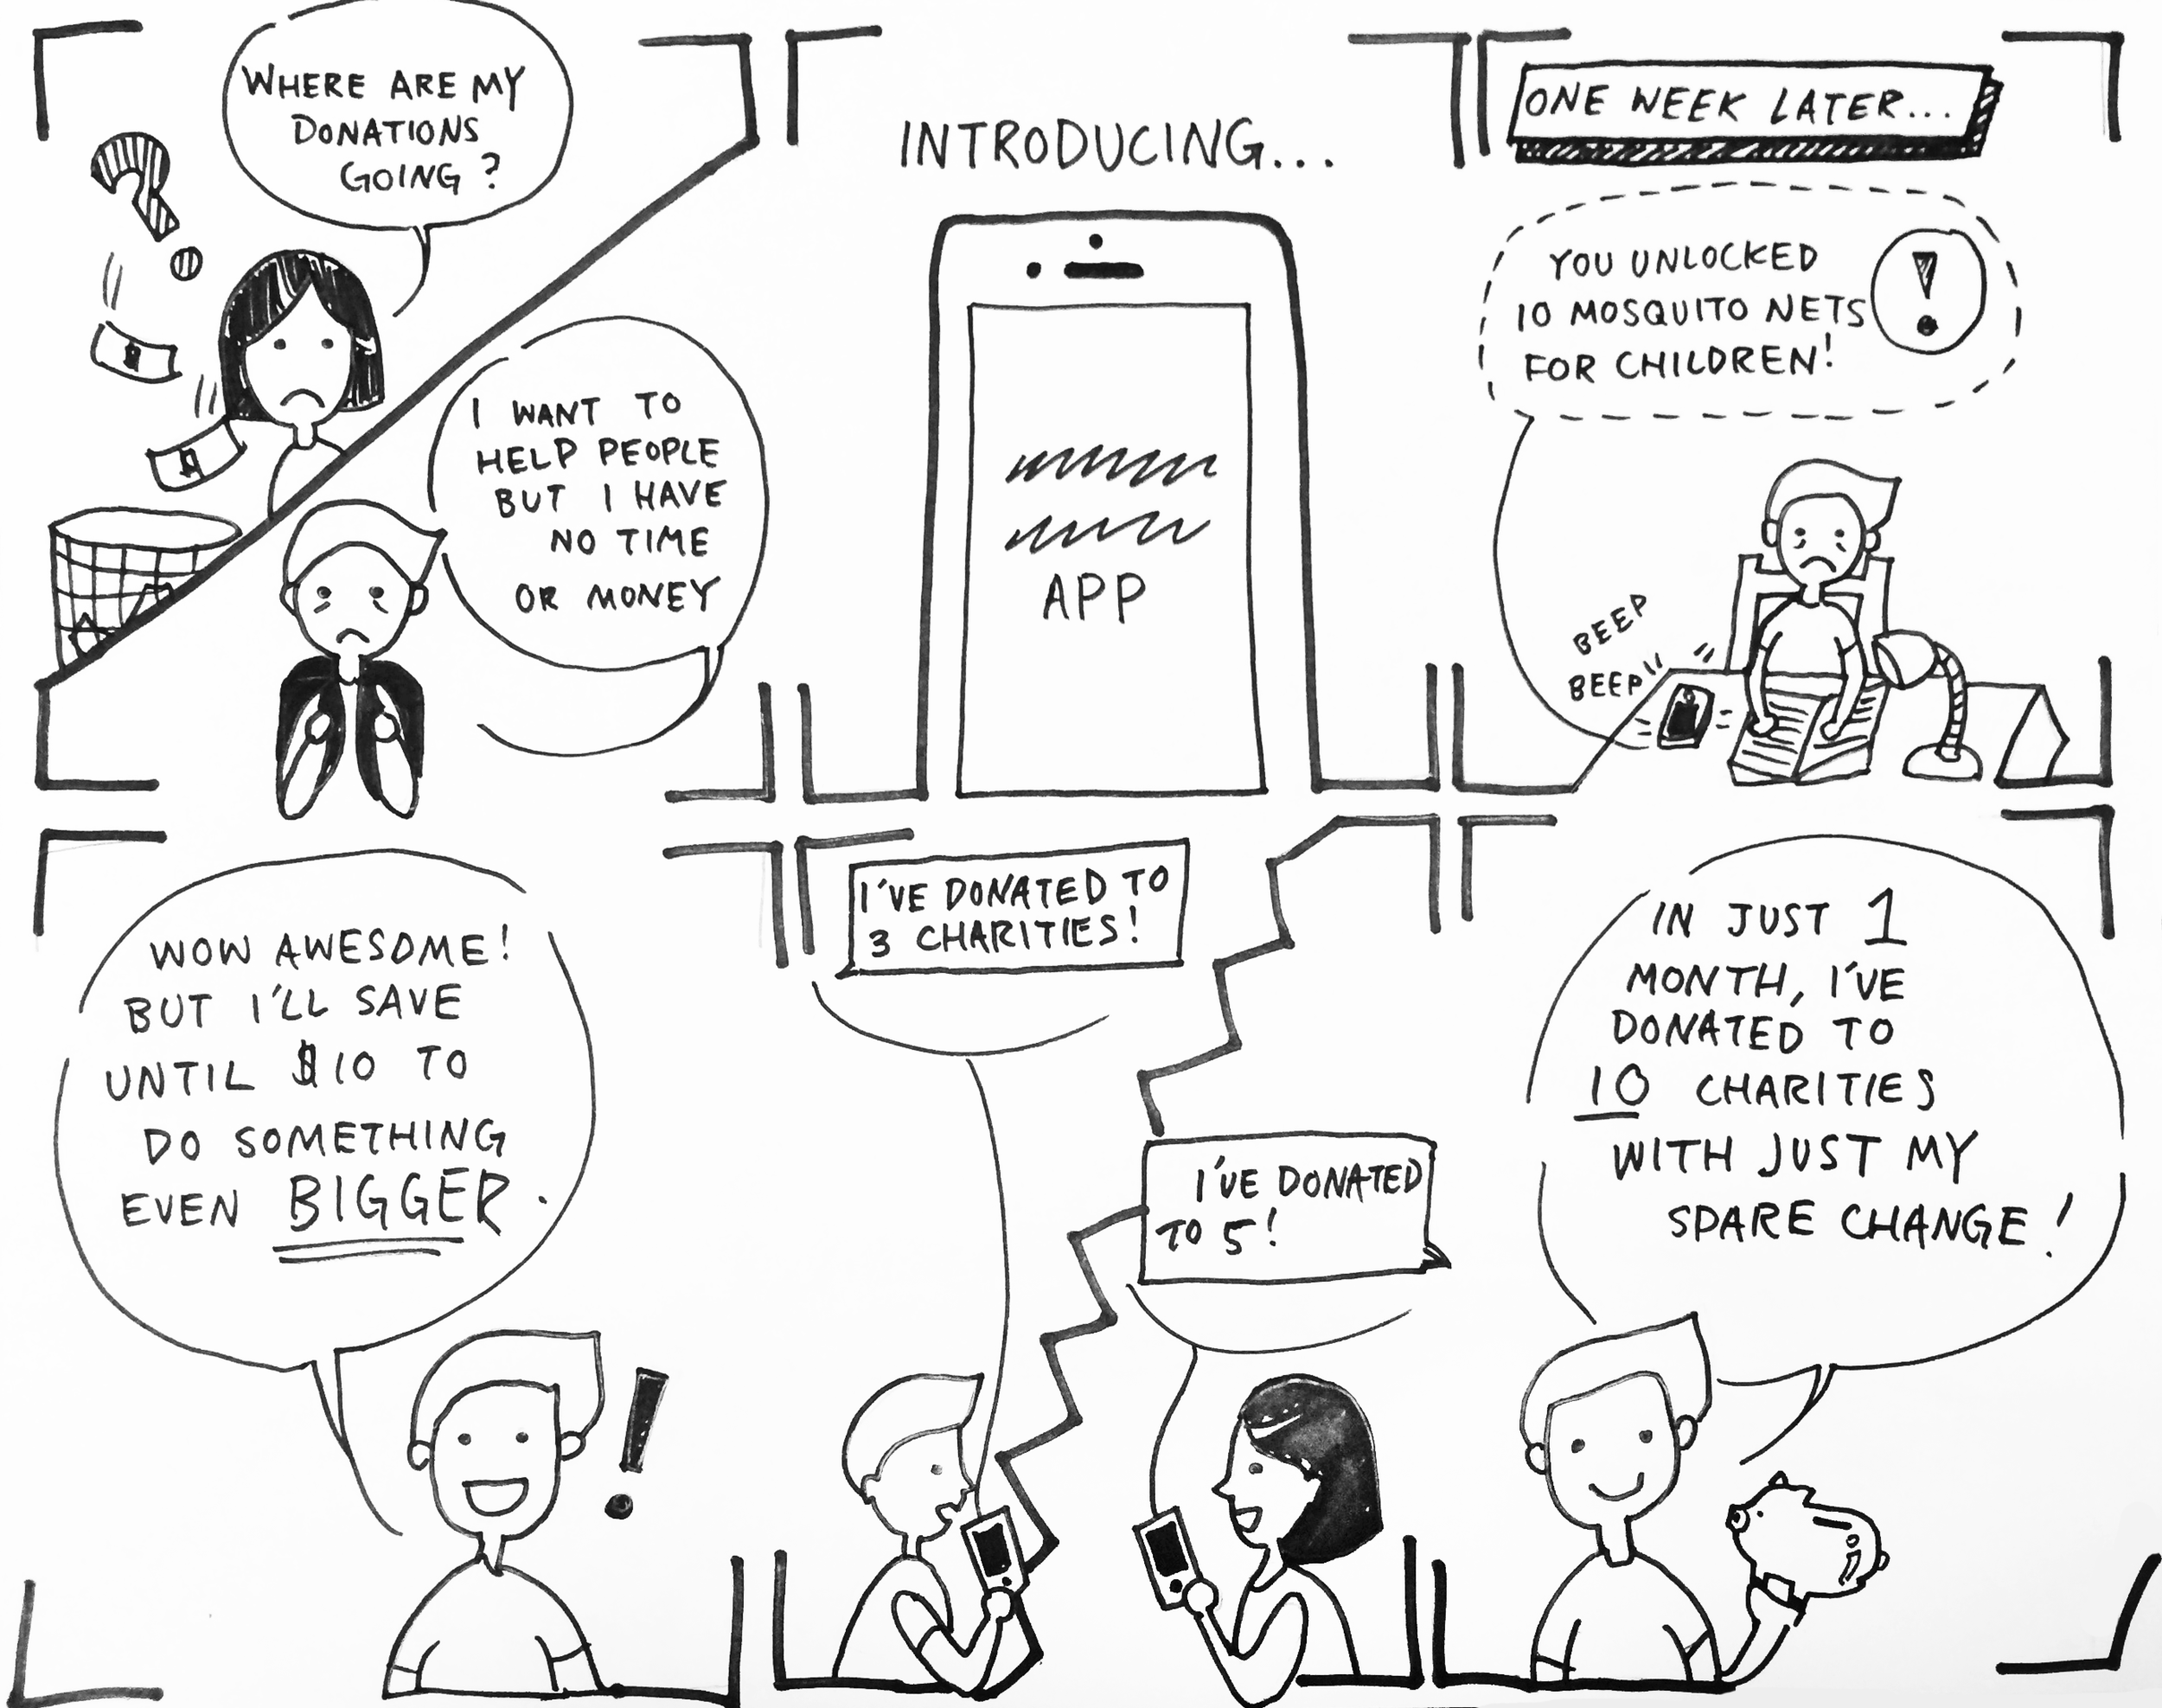 WHERE ARE MY
DONATIONS
GOING?
I WANT TO
HELP PEOPLE
BUT I HAVE
NO TIME
OR MONEY
INTRODUCING...
APP
ONE WEEK LATER...
YOU UNLOCKED
10 MOSQUITO NETS
FOR CHILDREN!
!
BEEP
BEEP
WOW AWESOME!
BUT I'LL SAVE
UNTIL $10 TO
DO SOMETHING
EVEN BIGGER.
I'VE DONATED TO
3 CHARITIES!
I'VE DONATED
TO 5!
IN JUST 1
MONTH, I'VE
DONATED TO
10 CHARITIES
WITH JUST MY
SPARE CHANGE!